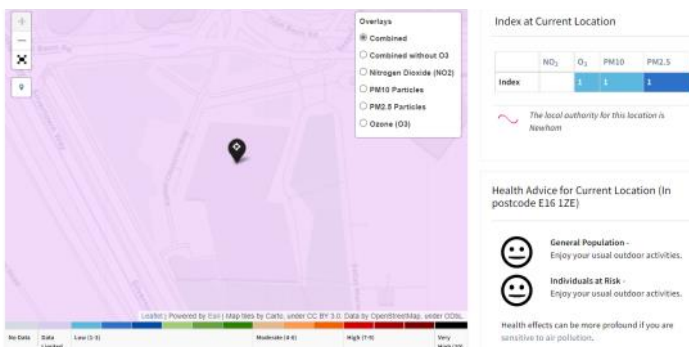 Overlays
Combined
Combined without O3
Nitrogen Dioxide (NO2)
PM10 Particles
PM2.5 Particles
Ozone (O3)
Leaflet | Powered by Esri | Map tiles by Carto, under CC BY 3.0. Data by OpenStreetMap, under ODbL.
No Data
Data Limited
Low (1-3)
Moderate (4-6)
High (7-9)
Very High (10)
Index at Current Location
NO₂ O₃ PM10 PM2.5
Index 1 1 1
The local authority for this location is
Newham
Health Advice for Current Location (In
postcode E16 1ZE)
General Population -
Enjoy your usual outdoor activities.
Individuals at Risk -
Enjoy your usual outdoor activities.
Health effects can be more profound if you are
sensitive to air pollution.